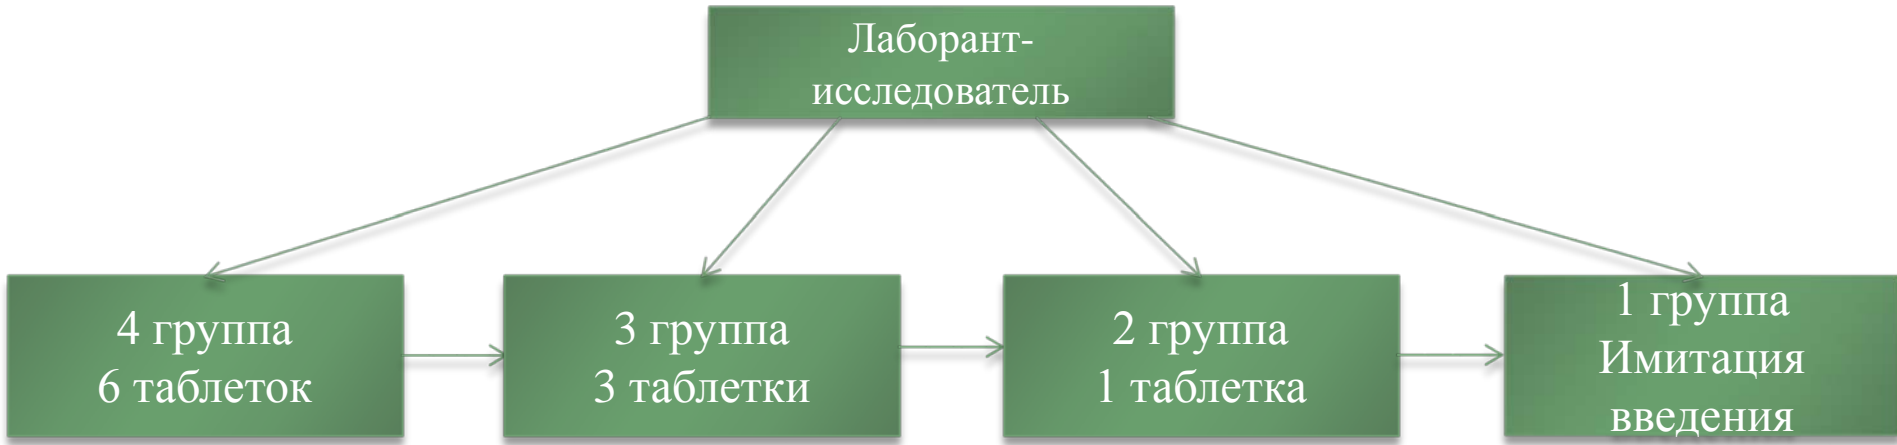 Лаборант-
исследователь
4 группа
6 таблеток
3 группа
3 таблетки
2 группа
1 таблетка
1 группа
Имитация
введения